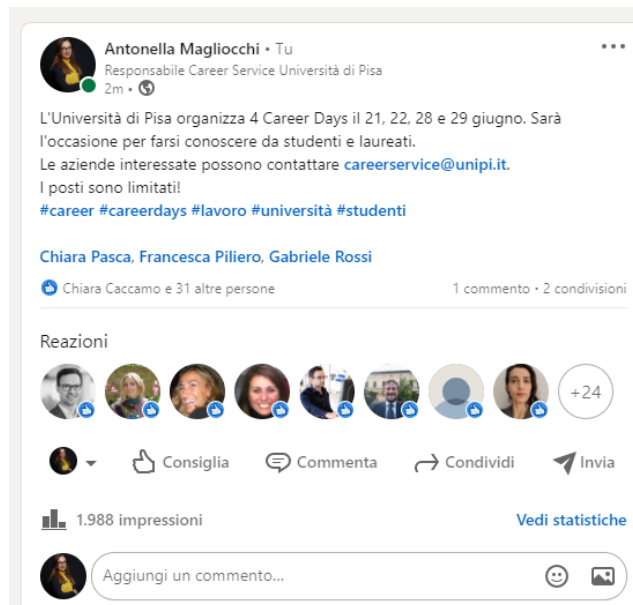 Antonella Magliocchi • Tu
Responsabile Career Service Università di Pisa
2m •
L'Università di Pisa organizza 4 Career Days il 21, 22, 28 e 29 giugno. Sarà
l'occasione per farsi conoscere da studenti e laureati.
Le aziende interessate possono contattare careerservice@unipi.it.
I posti sono limitati!
#career #careerdays #lavoro #università #studenti
Chiara Pasca, Francesca Piliero, Gabriele Rossi
Chiara Caccamo e 31 altre persone 1 commento • 2 condivisioni
Reazioni
+24
Consiglia Commenta Condividi Invia
1.988 impressioni Vedi statistiche
Aggiungi un commento...